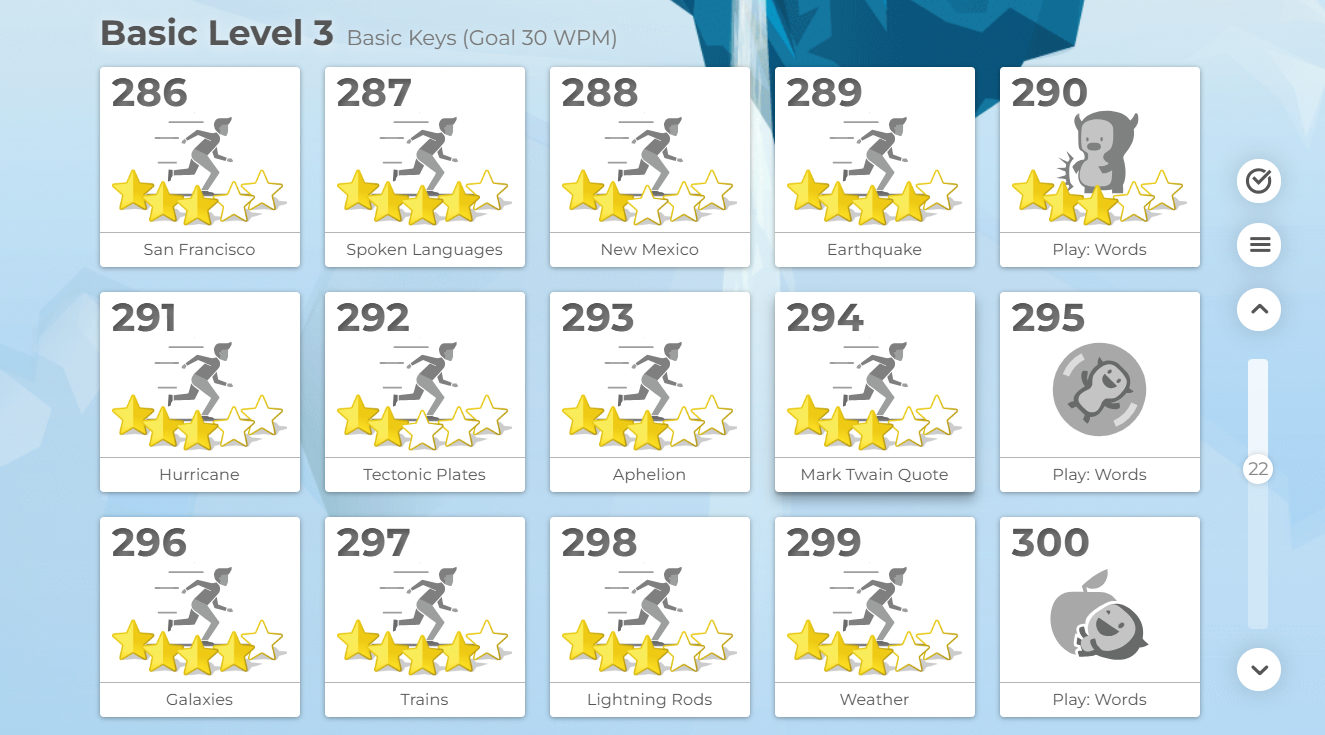 Basic Level 3 Basic Keys (Goal 30 WPM)
286 287 288 289 290
San Francisco Spoken Languages New Mexico Earthquake Play: Words
291 292 293 294 295
Hurricane Tectonic Plates Aphelion Mark Twain Quote Play: Words
22
296 297 298 299 300
Galaxies Trains Lightning Rods Weather Play: Words